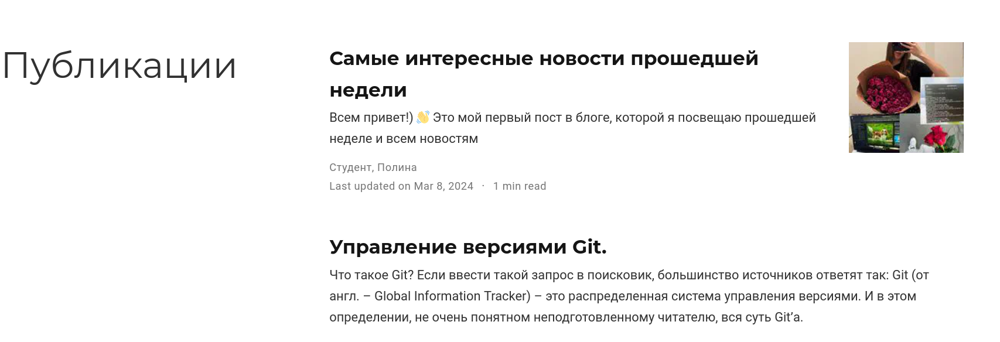 Публикации
Самые интересные новости прошедшей
недели
Всем привет!) 👋 Это мой первый пост в блоге, которой я посвещаю прошедшей
неделе и всем новостям
Студент, Полина
Last updated on Mar 8, 2024 · 1 min read
Управление версиями Git.
Что такое Git? Если ввести такой запрос в поисковик, большинство источников ответят так: Git (от
англ. – Global Information Tracker) – это распределенная система управления версиями. И в этом
определении, не очень понятном неподготовленному читателю, вся суть Git’а.